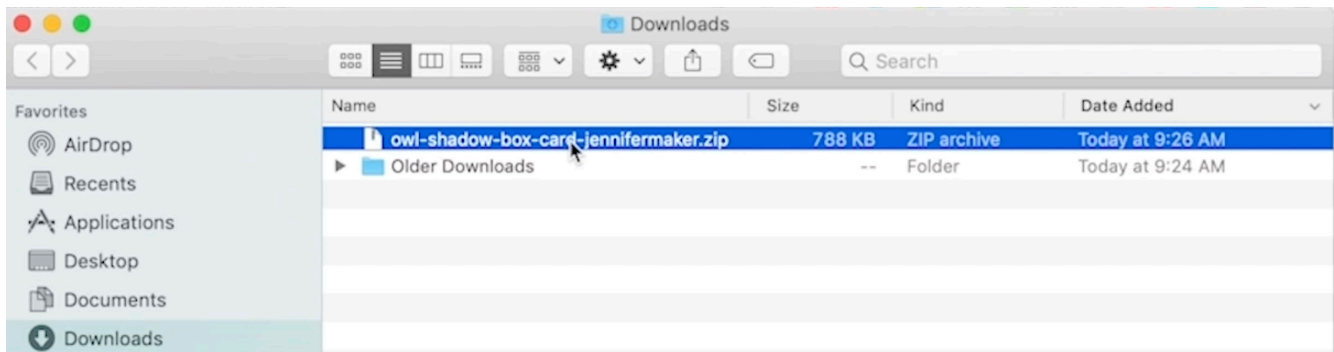 Downloads
Search
Favorites
AirDrop
Recents
Applications
Desktop
Documents
Downloads
Name Size Kind Date Added
owl-shadow-box-card-jennifermaker.zip 788 KB ZIP archive Today at 9:26 AM
Older Downloads -- Folder Today at 9:24 AM